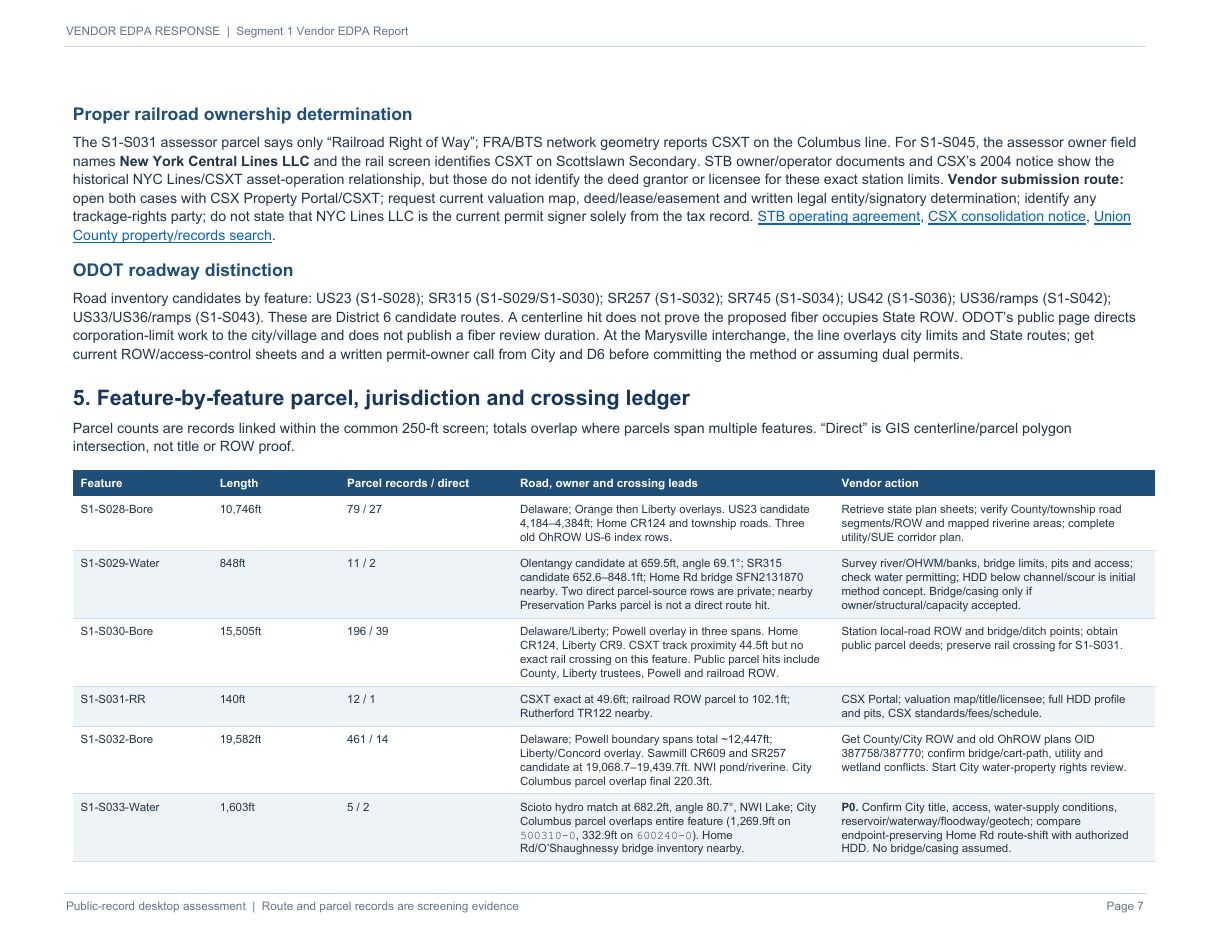 VENDOR EDPA RESPONSE | Segment 1 Vendor EDPA Report
Proper railroad ownership determination
The S1-S031 assessor parcel says only “Railroad Right of Way”; FRA/BTS network geometry reports CSXT on the Columbus line. For S1-S045, the assessor owner field
names New York Central Lines LLC and the rail screen identifies CSXT on Scottslawn Secondary. STB owner/operator documents and CSX’s 2004 notice show the
historical NYC Lines/CSXT asset-operation relationship, but those do not identify the deed grantor or licensee for these exact station limits. Vendor submission route:
open both cases with CSX Property Portal/CSXT; request current valuation map, deed/lease/easement and written legal entity/signatory determination; identify any
trackage-rights party; do not state that NYC Lines LLC is the current permit signer solely from the tax record. STB operating agreement, CSX consolidation notice, Union
County property/records search.
ODOT roadway distinction
Road inventory candidates by feature: US23 (S1-S028); SR315 (S1-S029/S1-S030); SR257 (S1-S032); SR745 (S1-S034); US42 (S1-S036); US36/ramps (S1-S042);
US33/US36/ramps (S1-S043). These are District 6 candidate routes. A centerline hit does not prove the proposed fiber occupies State ROW. ODOT’s public page directs
corporation-limit work to the city/village and does not publish a fiber review duration. At the Marysville interchange, the line overlays city limits and State routes; get
current ROW/access-control sheets and a written permit-owner call from City and D6 before committing the method or assuming dual permits.
5. Feature-by-feature parcel, jurisdiction and crossing ledger
Parcel counts are records linked within the common 250-ft screen; totals overlap where parcels span multiple features. “Direct” is GIS centerline/parcel polygon
intersection, not title or ROW proof.
Feature Length Parcel records / direct Road, owner and crossing leads Vendor action
S1-S028-Bore 10,746ft 79 / 27 Delaware; Orange then Liberty overlays. US23 candidate Retrieve state plan sheets; verify County/township road
4,184–4,384ft; Home CR124 and township roads. Three segments/ROW and mapped riverine areas; complete
old OhROW US-6 index rows. utility/SUE corridor plan.
S1-S029-Water 848ft 11 / 2 Olentangy candidate at 659.5ft, angle 69.1°; SR315 Survey river/OHWM/banks, bridge limits, pits and access;
candidate 652.6–848.1ft; Home Rd bridge SFN2131870 check water permitting; HDD below channel/scour is initial
nearby. Two direct parcel-source rows are private; nearby method concept. Bridge/casing only if
Preservation Parks parcel is not a direct route hit. owner/structural/capacity accepted.
S1-S030-Bore 15,505ft 196 / 39 Delaware/Liberty; Powell overlay in three spans. Home Station local-road ROW and bridge/ditch points; obtain
CR124, Liberty CR9. CSXT track proximity 44.5ft but no public parcel deeds; preserve rail crossing for S1-S031.
exact rail crossing on this feature. Public parcel hits include
County, Liberty trustees, Powell and railroad ROW.
S1-S031-RR 140ft 12 / 1 CSXT exact at 49.6ft; railroad ROW parcel to 102.1ft; CSX Portal; valuation map/title/licensee; full HDD profile
Rutherford TR122 nearby. and pits, CSX standards/fees/schedule.
S1-S032-Bore 19,582ft 461 / 14 Delaware; Powell boundary spans total ~12,447ft; Get County/City ROW and old OhROW plans OID
Liberty/Concord overlay. Sawmill CR609 and SR257 387758/387770; confirm bridge/cart-path, utility and
candidate at 19,068.7–19,439.7ft. NWI pond/riverine. City wetland conflicts. Start City water-property rights review.
Columbus parcel overlap final 220.3ft.
S1-S033-Water 1,603ft 5 / 2 Scioto hydro match at 682.2ft, angle 80.7°, NWI Lake; City P0. Confirm City title, access, water-supply conditions,
Columbus parcel overlaps entire feature (1,269.9ft on reservoir/waterway/floodway/geotech; compare
500310-0, 332.9ft on 600240-0). Home endpoint-preserving Home Rd route-shift with authorized
Rd/O’Shaughnessy bridge inventory nearby. HDD. No bridge/casing assumed.
Public-record desktop assessment | Route and parcel records are screening evidence Page 7